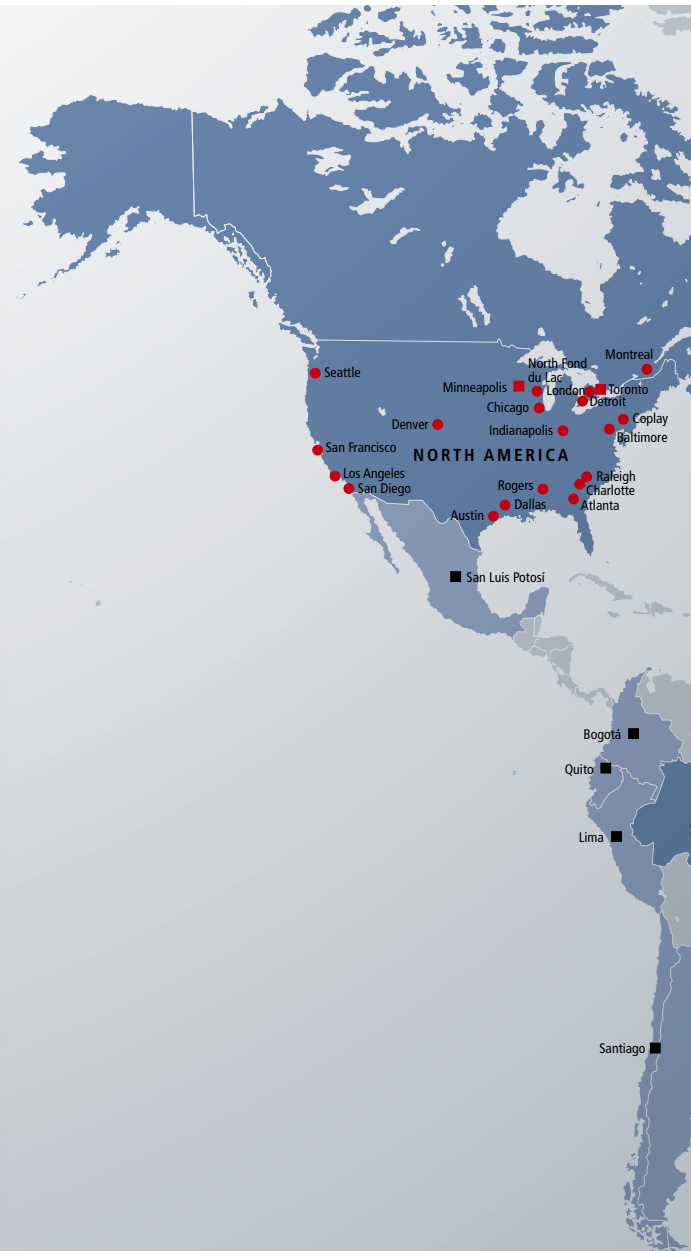 Montreal
North Fond
du Lac
Seattle
Minneapolis
London
Toronto
Detroit
Chicago
Coplay
Denver
Indianapolis
Baltimore
San Francisco
NORTH AMERICA
Los Angeles
Raleigh
San Diego
Rogers
Charlotte
Dallas
Atlanta
Austin
San Luis Potosí
Bogotá
Quito
Lima
Santiago